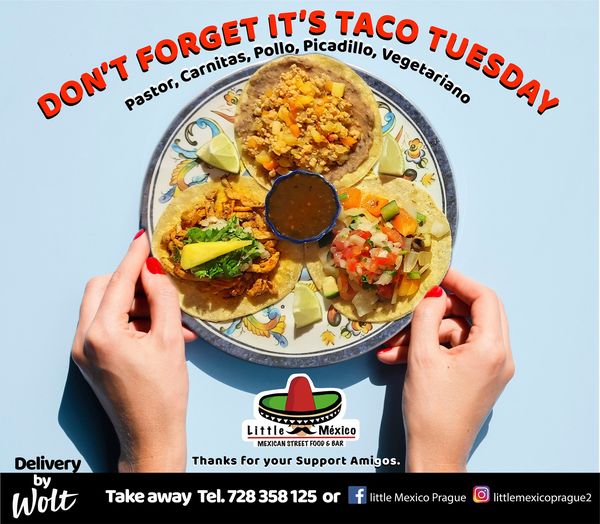 DON'T FORGET IT'S TACO TUESDAY
Pastor, Carnitas, Pollo, Picadillo, Vegetariano
Little México
MEXICAN STREET FOOD & BAR
Thanks for your Support Amigos.
Delivery
by
Wolt
Take away Tel. 728 358 125 or little Mexico Prague littlemexicoprague2